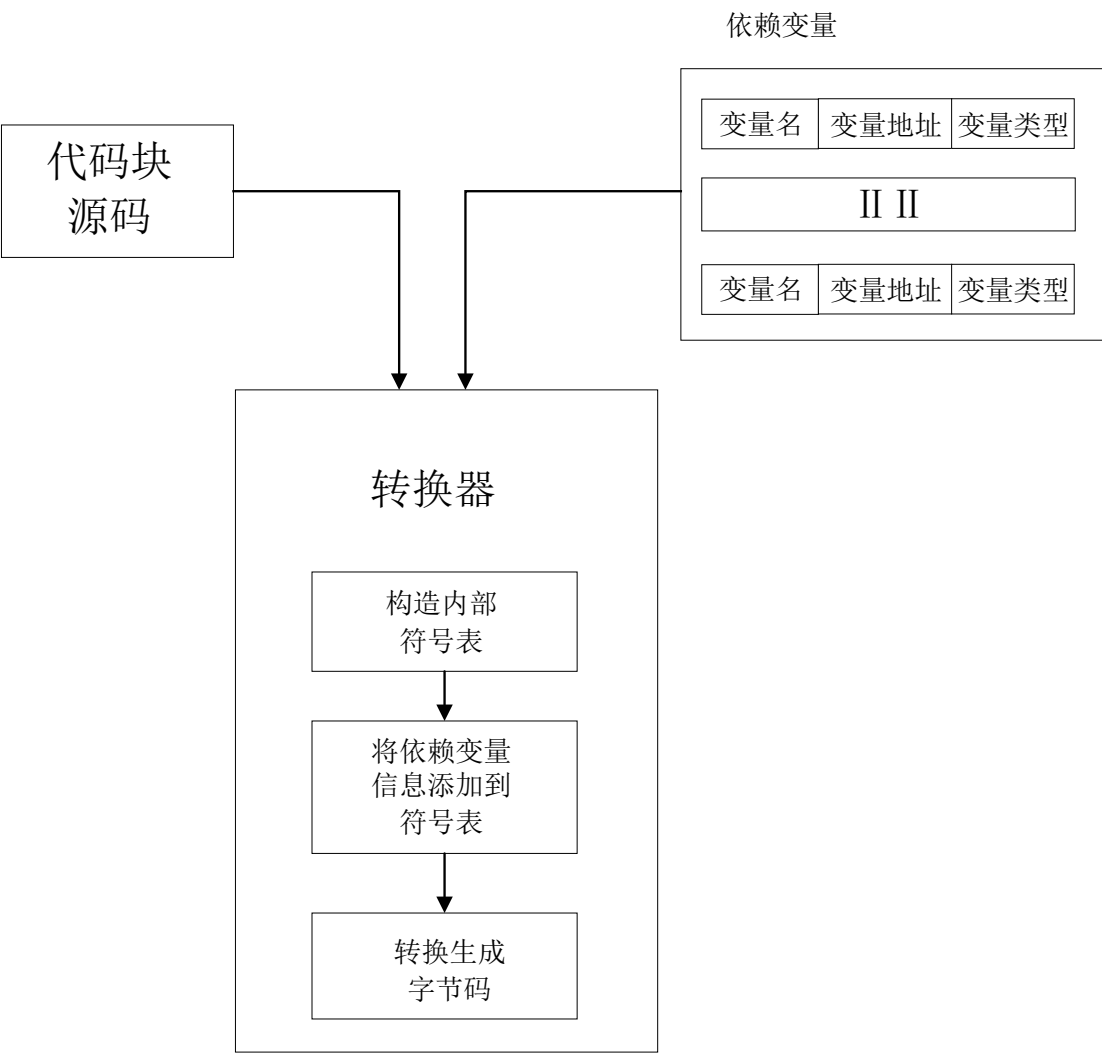 依赖变量
代码块
源码
变量名 变量地址 变量类型
II II
变量名 变量地址 变量类型
转换器
构造内部
符号表
将依赖变量
信息添加到
符号表
转换生成
字节码